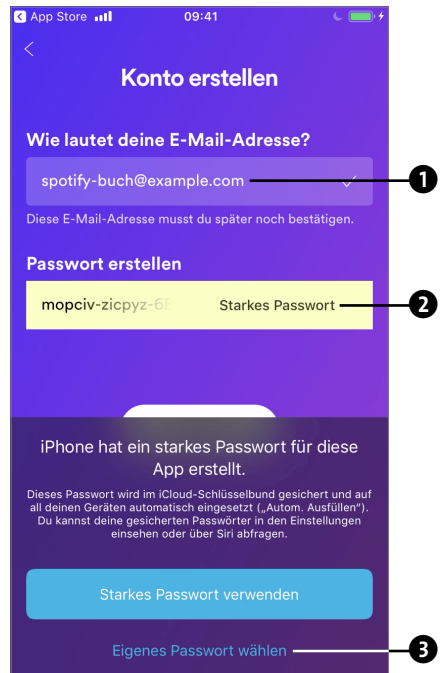 App Store 09:41
Konto erstellen
Wie lautet deine E-Mail-Adresse?
spotify-buch@example.com 1
Diese E-Mail-Adresse musst du später noch bestätigen.
Passwort erstellen
mopciv-zicpyz-68 Starkes Passwort 2
iPhone hat ein starkes Passwort für diese
App erstellt.
Dieses Passwort wird im iCloud-Schlüsselbund gesichert und auf
all deinen Geräten automatisch eingesetzt („Autom. Ausfüllen“).
Du kannst deine gesicherten Passwörter in den Einstellungen
einsehen oder über Siri abfragen.
Starkes Passwort verwenden
Eigenes Passwort wählen 3